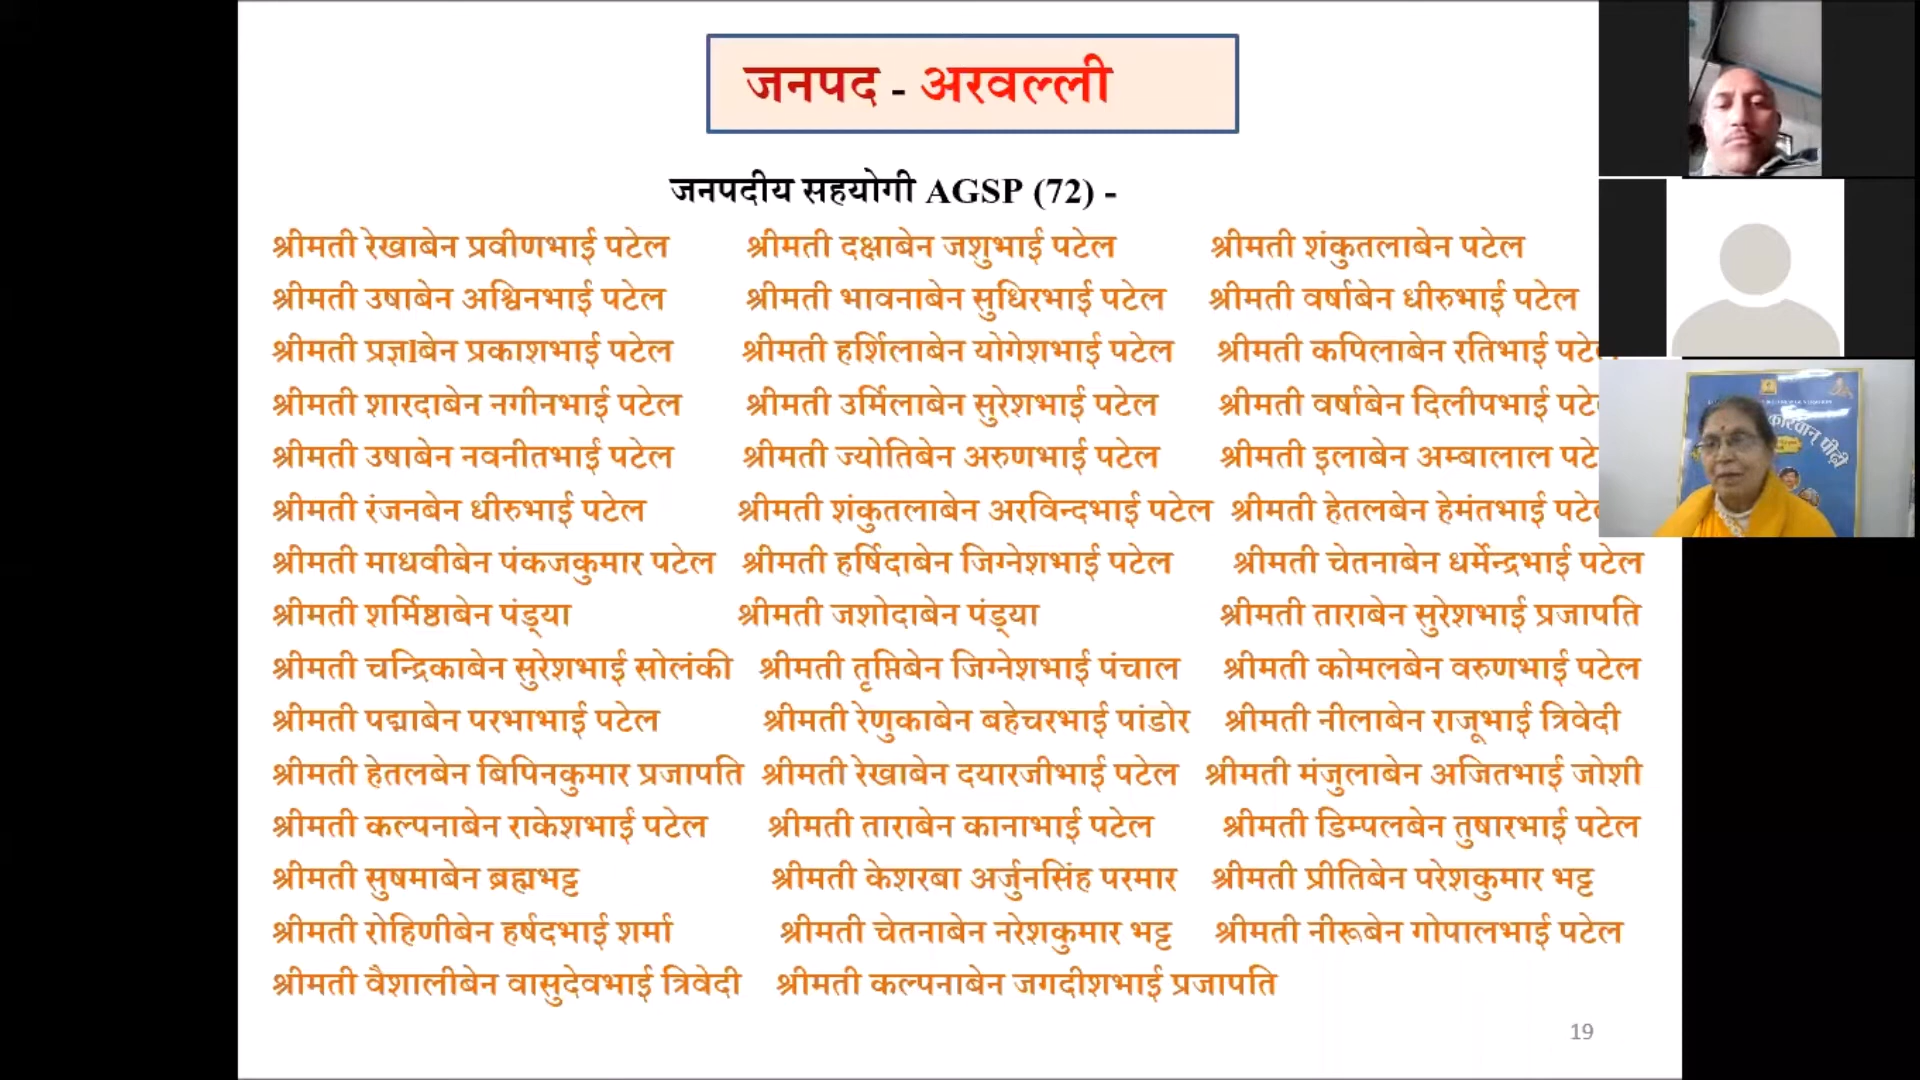 जनपद - अरवल्ली
जनपदीय सहयोगी AGSP (72) -
श्रीमती रेखाबेन प्रवीणभाई पटेल श्रीमती दक्षाबेन जशुभाई पटेल श्रीमती शंकुतलाबेन पटेल
श्रीमती उषाबेन अश्विनभाई पटेल श्रीमती भावनाबेन सुधिरभाई पटेल श्रीमती वर्षाबेन धीरुभाई पटेल
श्रीमती प्रज्ञाबेन प्रकाशभाई पटेल श्रीमती हर्शिलाबेन योगेशभाई पटेल श्रीमती कपिलाबेन रतिभाई
श्रीमती शारदाबेन नगीनभाई पटेल श्रीमती उर्मिलाबेन सुरेशभाई पटेल श्रीमती वर्षाबेन दिलीपभाई
श्रीमती उषाबेन नवनीतभाई पटेल श्रीमती ज्योतिबेन अरुणभाई पटेल श्रीमती इलाबेन अम्बालाल
श्रीमती रंजनबेन धीरुभाई पटेल श्रीमती शंकुतलाबेन अरविन्दभाई पटेल श्रीमती हेतलबेन हेमंतभाई
श्रीमती माधवीबेन पंकजकुमार पटेल श्रीमती हर्षिदाबेन जिग्नेशभाई पटेल श्रीमती चेतनाबेन धर्मेन्द्रभाई पटेल
श्रीमती शर्मिष्ठाबेन पंड्या श्रीमती जशोदाबेन पंड्या श्रीमती ताराबेन सुरेशभाई प्रजापति
श्रीमती चन्द्रिकाबेन सुरेशभाई सोलंकी श्रीमती तृप्तिबेन जिग्नेशभाई पंचाल श्रीमती कोमलबेन वरुणभाई पटेल
श्रीमती पद्माबेन परभाभाई पटेल श्रीमती रेणुकाबेन बहेचरभाई पांडोर श्रीमती नीलाबेन राजूभाई त्रिवेदी
श्रीमती हेतलबेन बिपिनकुमार प्रजापति श्रीमती रेखाबेन दयारजीभाई पटेल श्रीमती मंजुलाबेन अजितभाई जोशी
श्रीमती कल्पनाबेन राकेशभाई पटेल श्रीमती ताराबेन कानाभाई पटेल श्रीमती डिम्पलबेन तुषारभाई पटेल
श्रीमती सुषमाबेन ब्रह्मभट्ट श्रीमती केशरबा अर्जुनसिंह परमार श्रीमती प्रीतिबेन परेशकुमार भट्ट
श्रीमती रोहिणीबेन हर्षदभाई शर्मा श्रीमती चेतनाबेन नरेशकुमार भट्ट श्रीमती नीरूबेन गोपालभाई पटेल
श्रीमती वैशालीबेन वासुदेवभाई त्रिवेदी श्रीमती कल्पनाबेन जगदीशभाई प्रजापति
19
पीढ़ी